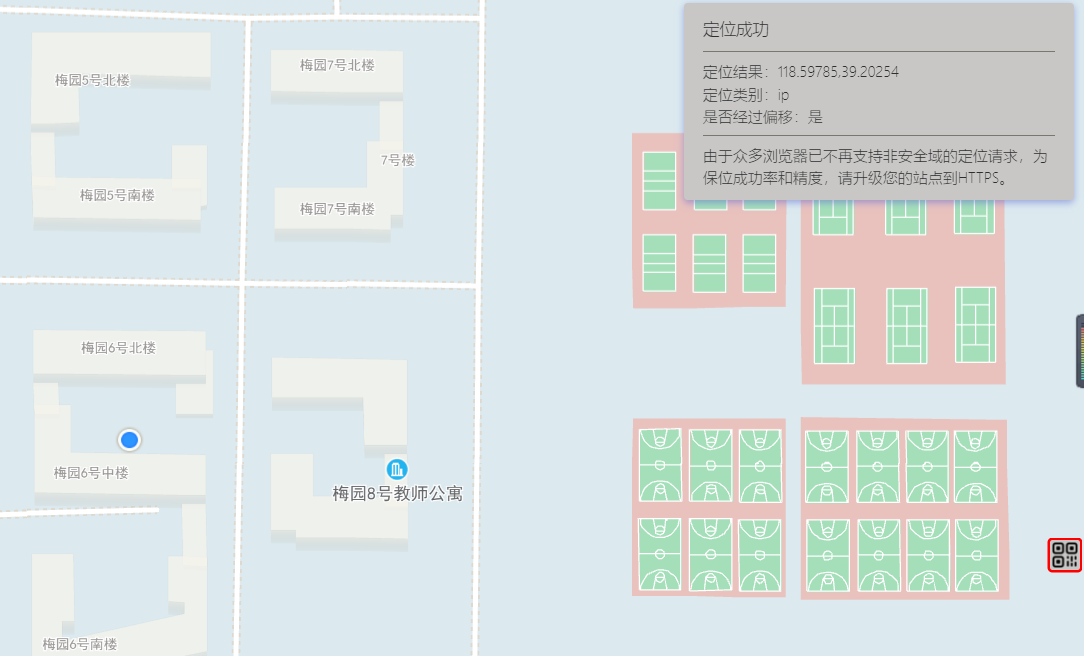 定位成功
定位结果：118.59785,39.20254
定位类别：ip
是否经过偏移：是
由于众多浏览器已不再支持非安全域的定位请求，为
保位成功率和精度，请升级您的站点到HTTPS。
梅园5号北楼
梅园7号北楼
7号楼
梅园5号南楼
梅园7号南楼
梅园6号北楼
梅园6号中楼
梅园8号教师公寓
梅园6号南楼